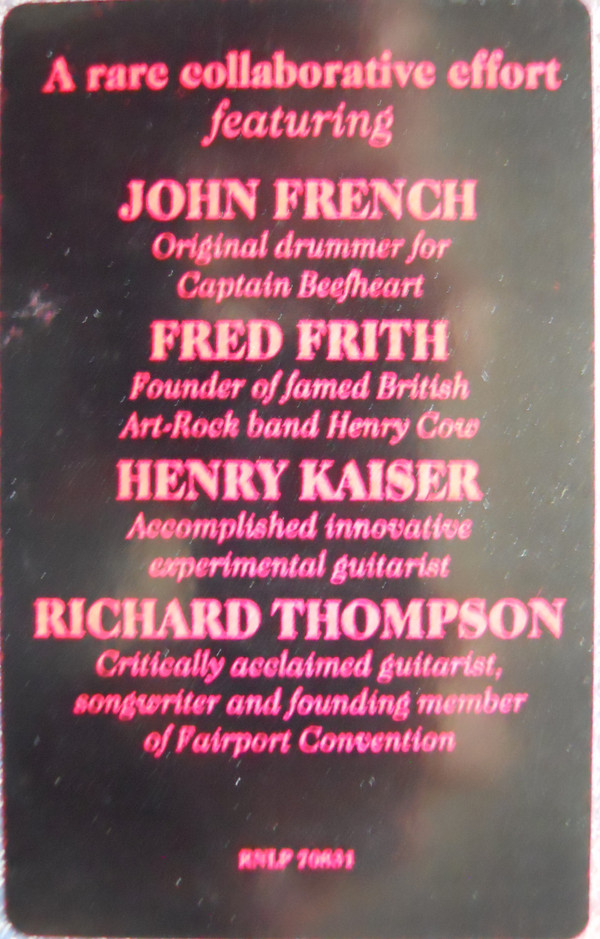 A rare collaborative effort
featuring
JOHN FRENCH
Original drummer for
Captain Beefheart
FRED FRITH
Founder of famed British
Art-Rock band Henry Cow
HENRY KAISER
Accomplished innovative
experimental guitarist
RICHARD THOMPSON
Critically acclaimed guitarist,
songwriter and founding member
of Fairport Convention
RNLP 70831